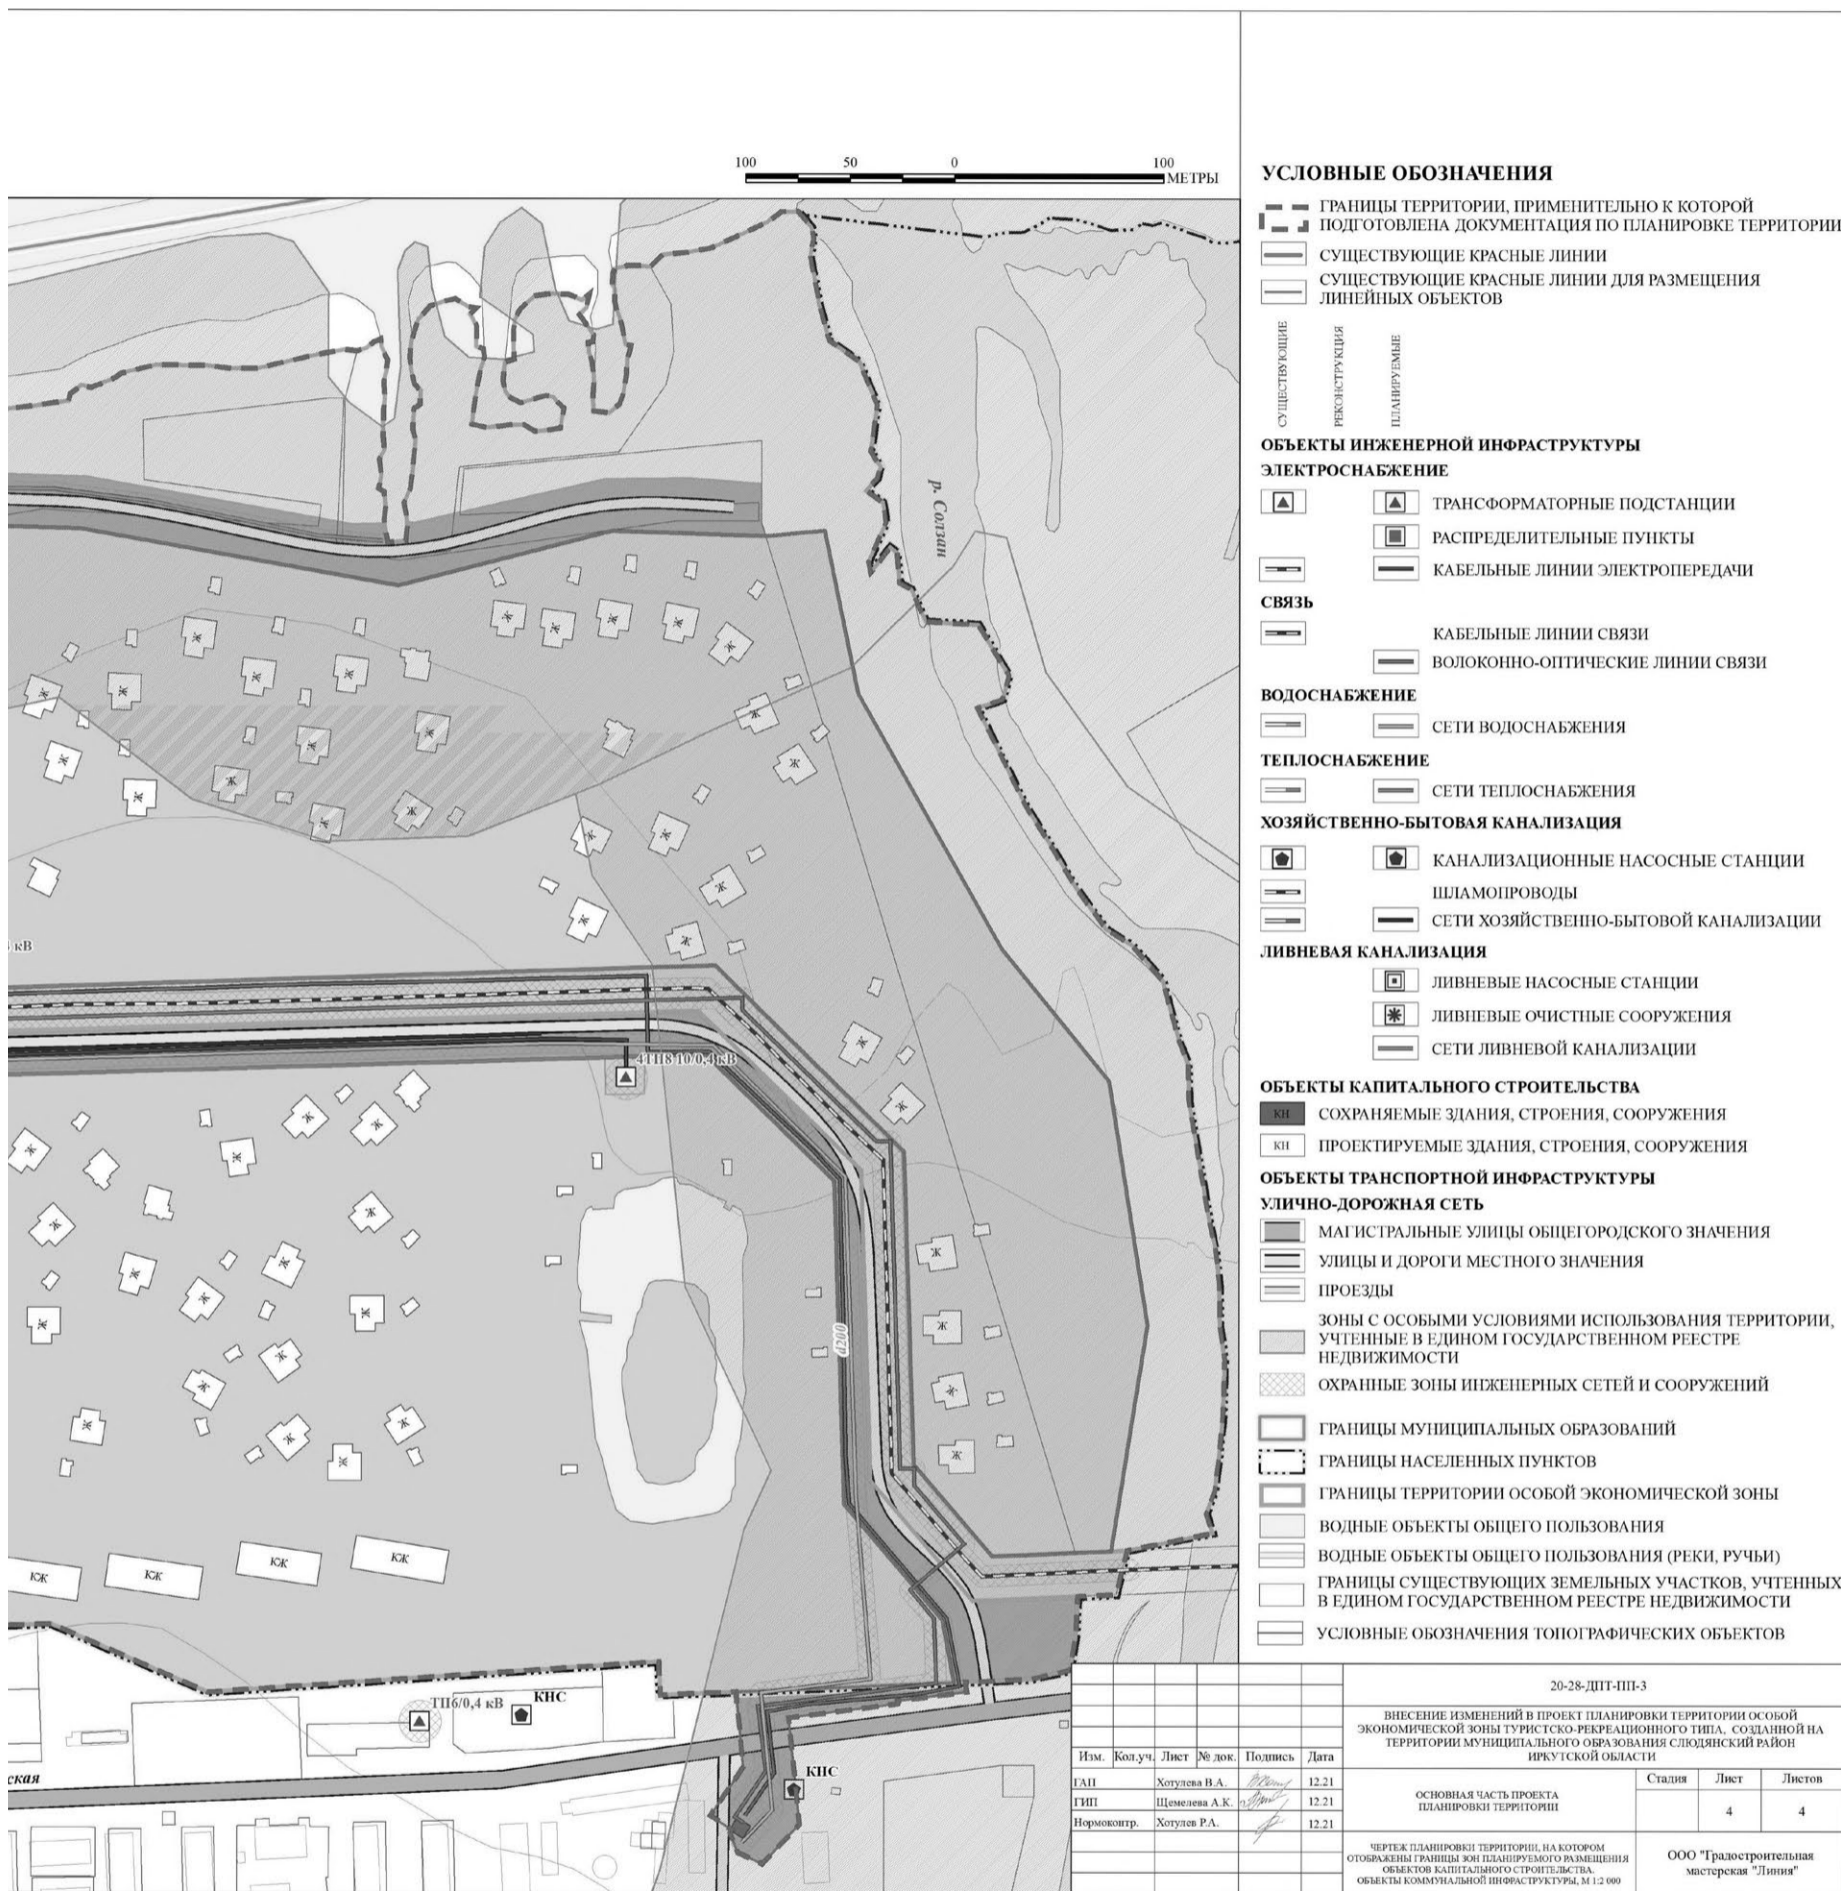 100 50 0 100
МЕТРЫ
УСЛОВНЫЕ ОБОЗНАЧЕНИЯ
ГРАНИЦЫ ТЕРРИТОРИИ, ПРИМЕНИТЕЛЬНО К КОТОРОЙ
ПОДГОТОВЛЕНА ДОКУМЕНТАЦИЯ ПО ПЛАНИРОВКЕ ТЕРРИТОРИИ
СУЩЕСТВУЮЩИЕ КРАСНЫЕ ЛИНИИ
СУЩЕСТВУЮЩИЕ КРАСНЫЕ ЛИНИИ ДЛЯ РАЗМЕЩЕНИЯ
ЛИНЕЙНЫХ ОБЪЕКТОВ
СУЩЕСТВУЮЩИЕ
РЕКОНСТРУКЦИЯ
ПЛАНИРУЕМЫЕ
ОБЪЕКТЫ ИНЖЕНЕРНОЙ ИНФРАСТРУКТУРЫ
ЭЛЕКТРОСНАБЖЕНИЕ
ТРАНСФОРМАТОРНЫЕ ПОДСТАНЦИИ
РАСПРЕДЕЛИТЕЛЬНЫЕ ПУНКТЫ
КАБЕЛЬНЫЕ ЛИНИИ ЭЛЕКТРОПЕРЕДАЧИ
СВЯЗЬ
КАБЕЛЬНЫЕ ЛИНИИ СВЯЗИ
ВОЛОКОННО-ОПТИЧЕСКИЕ ЛИНИИ СВЯЗИ
ВОДОСНАБЖЕНИЕ
СЕТИ ВОДОСНАБЖЕНИЯ
ТЕПЛОСНАБЖЕНИЕ
СЕТИ ТЕПЛОСНАБЖЕНИЯ
ХОЗЯЙСТВЕННО-БЫТОВАЯ КАНАЛИЗАЦИЯ
КАНАЛИЗАЦИОННЫЕ НАСОСНЫЕ СТАНЦИИ
ШЛАМОПРОВОДЫ
СЕТИ ХОЗЯЙСТВЕННО-БЫТОВОЙ КАНАЛИЗАЦИИ
ЛИВНЕВАЯ КАНАЛИЗАЦИЯ
ЛИВНЕВЫЕ НАСОСНЫЕ СТАНЦИИ
ЛИВНЕВЫЕ ОЧИСТНЫЕ СООРУЖЕНИЯ
СЕТИ ЛИВНЕВОЙ КАНАЛИЗАЦИИ
ОБЪЕКТЫ КАПИТАЛЬНОГО СТРОИТЕЛЬСТВА
КН СОХРАНЯЕМЫЕ ЗДАНИЯ, СТРОЕНИЯ, СООРУЖЕНИЯ
КН ПРОЕКТИРУЕМЫЕ ЗДАНИЯ, СТРОЕНИЯ, СООРУЖЕНИЯ
ОБЪЕКТЫ ТРАНСПОРТНОЙ ИНФРАСТРУКТУРЫ
УЛИЧНО-ДОРОЖНАЯ СЕТЬ
МАГИСТРАЛЬНЫЕ УЛИЦЫ ОБЩЕГОРОДСКОГО ЗНАЧЕНИЯ
УЛИЦЫ И ДОРОГИ МЕСТНОГО ЗНАЧЕНИЯ
ПРОЕЗДЫ
ЗОНЫ С ОСОБЫМИ УСЛОВИЯМИ ИСПОЛЬЗОВАНИЯ ТЕРРИТОРИИ,
УЧТЕННЫЕ В ЕДИНОМ ГОСУДАРСТВЕННОМ РЕЕСТРЕ
НЕДВИЖИМОСТИ
ОХРАННЫЕ ЗОНЫ ИНЖЕНЕРНЫХ СЕТЕЙ И СООРУЖЕНИЙ
ГРАНИЦЫ МУНИЦИПАЛЬНЫХ ОБРАЗОВАНИЙ
ГРАНИЦЫ НАСЕЛЕННЫХ ПУНКТОВ
ГРАНИЦЫ ТЕРРИТОРИИ ОСОБОЙ ЭКОНОМИЧЕСКОЙ ЗОНЫ
ВОДНЫЕ ОБЪЕКТЫ ОБЩЕГО ПОЛЬЗОВАНИЯ
ВОДНЫЕ ОБЪЕКТЫ ОБЩЕГО ПОЛЬЗОВАНИЯ (РЕКИ, РУЧЬИ)
ГРАНИЦЫ СУЩЕСТВУЮЩИХ ЗЕМЕЛЬНЫХ УЧАСТКОВ, УЧТЕННЫХ
В ЕДИНОМ ГОСУДАРСТВЕННОМ РЕЕСТРЕ НЕДВИЖИМОСТИ
УСЛОВНЫЕ ОБОЗНАЧЕНИЯ ТОПОГРАФИЧЕСКИХ ОБЪЕКТОВ
р. Солзан
кВ
4ТП8 10/0,4 кВ
d200
КЖ КЖ КЖ КЖ
ТП6/0,4 кВ
КНС
КНС
ская
20-28-ДПТ-ПП-3
ВНЕСЕНИЕ ИЗМЕНЕНИЙ В ПРОЕКТ ПЛАНИРОВКИ ТЕРРИТОРИИ ОСОБОЙ
ЭКОНОМИЧЕСКОЙ ЗОНЫ ТУРИСТСКО-РЕКРЕАЦИОННОГО ТИПА, СОЗДАННОЙ НА
ТЕРРИТОРИИ МУНИЦИПАЛЬНОГО ОБРАЗОВАНИЯ СЛЮДЯНСКИЙ РАЙОН
ИРКУТСКОЙ ОБЛАСТИ
Изм. Кол.уч. Лист № док. Подпись Дата
ГАП Хотулева В.А. 12.21
ГИП Щемелева А.К. 12.21
Нормоконтр. Хотулев Р.А. 12.21
ОСНОВНАЯ ЧАСТЬ ПРОЕКТА
ПЛАНИРОВКИ ТЕРРИТОРИИ
Стадия Лист Листов
4 4
ЧЕРТЕЖ ПЛАНИРОВКИ ТЕРРИТОРИИ, НА КОТОРОМ
ОТОБРАЖЕНЫ ГРАНИЦЫ ЗОН ПЛАНИРУЕМОГО РАЗМЕЩЕНИЯ
ОБЪЕКТОВ КАПИТАЛЬНОГО СТРОИТЕЛЬСТВА.
ОБЪЕКТЫ КОММУНАЛЬНОЙ ИНФРАСТРУКТУРЫ, М 1:2 000
ООО "Градостроительная
мастерская "Линия"